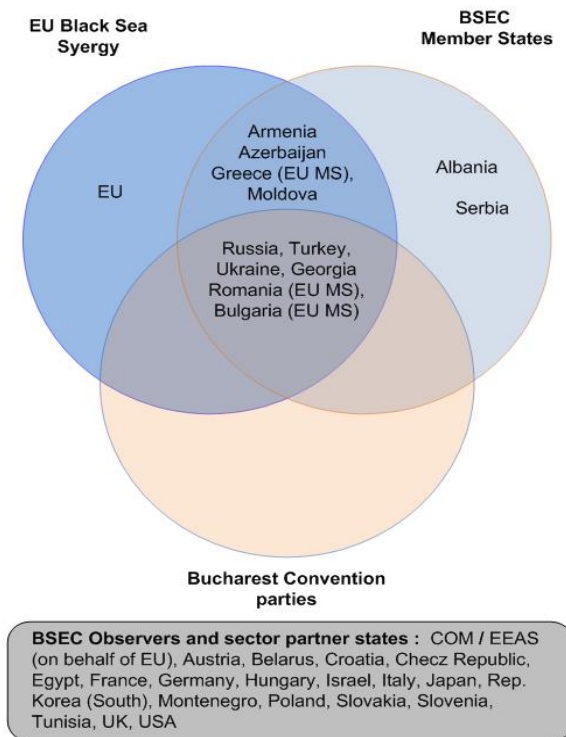 EU Black Sea
Syergy
BSEC
Member States
EU
Armenia
Azerbaijan
Greece (EU MS),
Moldova
Albania
Serbia
Russia, Turkey,
Ukraine, Georgia
Romania (EU MS),
Bulgaria (EU MS)
Bucharest Convention
parties
BSEC Observers and sector partner states : COM / EEAS
(on behalf of EU), Austria, Belarus, Croatia, Checz Republic,
Egypt, France, Germany, Hungary, Israel, Italy, Japan, Rep.
Korea (South), Montenegro, Poland, Slovakia, Slovenia,
Tunisia, UK, USA